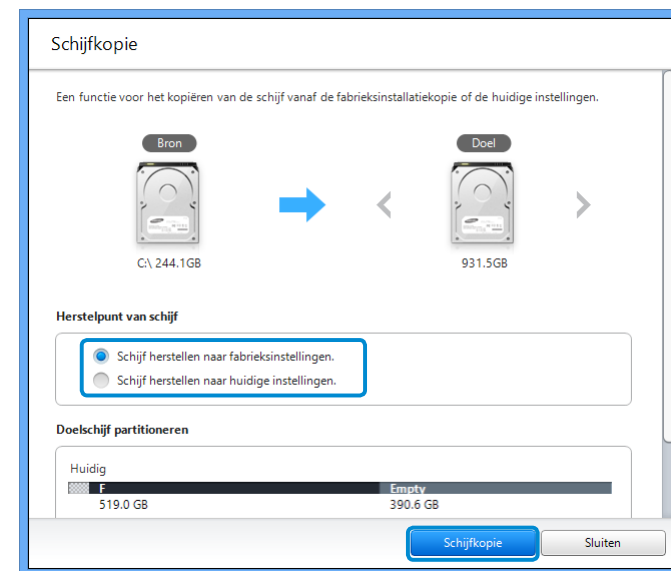 Schijfkopie
Een functie voor het kopiëren van de schijf vanaf de fabrieksinstallatiekopie of de huidige instellingen.
Bron
Doel
C:\ 244.1GB
931.5GB
Herstelpunt van schijf
Schijf herstellen naar fabrieksinstellingen.
Schijf herstellen naar huidige instellingen.
Doelschijf partitioneren
Huidig
F
Empty
519.0 GB
390.6 GB
Schijfkopie
Sluiten